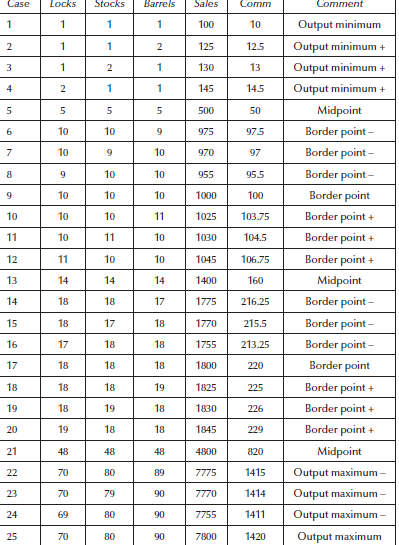 Case Locks Stocks Barrels Sales Comm Comment
1 1 1 1 100 10 Output minimum
2 1 1 2 125 12.5 Output minimum +
3 1 2 1 130 13 Output minimum +
4 2 1 1 145 14.5 Output minimum +
5 5 5 5 500 50 Midpoint
6 10 10 9 975 97.5 Border point –
7 10 9 10 970 97 Border point –
8 9 10 10 955 95.5 Border point –
9 10 10 10 1000 100 Border point
10 10 10 11 1025 103.75 Border point +
11 10 11 10 1030 104.5 Border point +
12 11 10 10 1045 106.75 Border point +
13 14 14 14 1400 160 Midpoint
14 18 18 17 1775 216.25 Border point –
15 18 17 18 1770 215.5 Border point –
16 17 18 18 1755 213.25 Border point –
17 18 18 18 1800 220 Border point
18 18 18 19 1825 225 Border point +
19 18 19 18 1830 226 Border point +
20 19 18 18 1845 229 Border point +
21 48 48 48 4800 820 Midpoint
22 70 80 89 7775 1415 Output maximum –
23 70 79 90 7770 1414 Output maximum –
24 69 80 90 7755 1411 Output maximum –
25 70 80 90 7800 1420 Output maximum